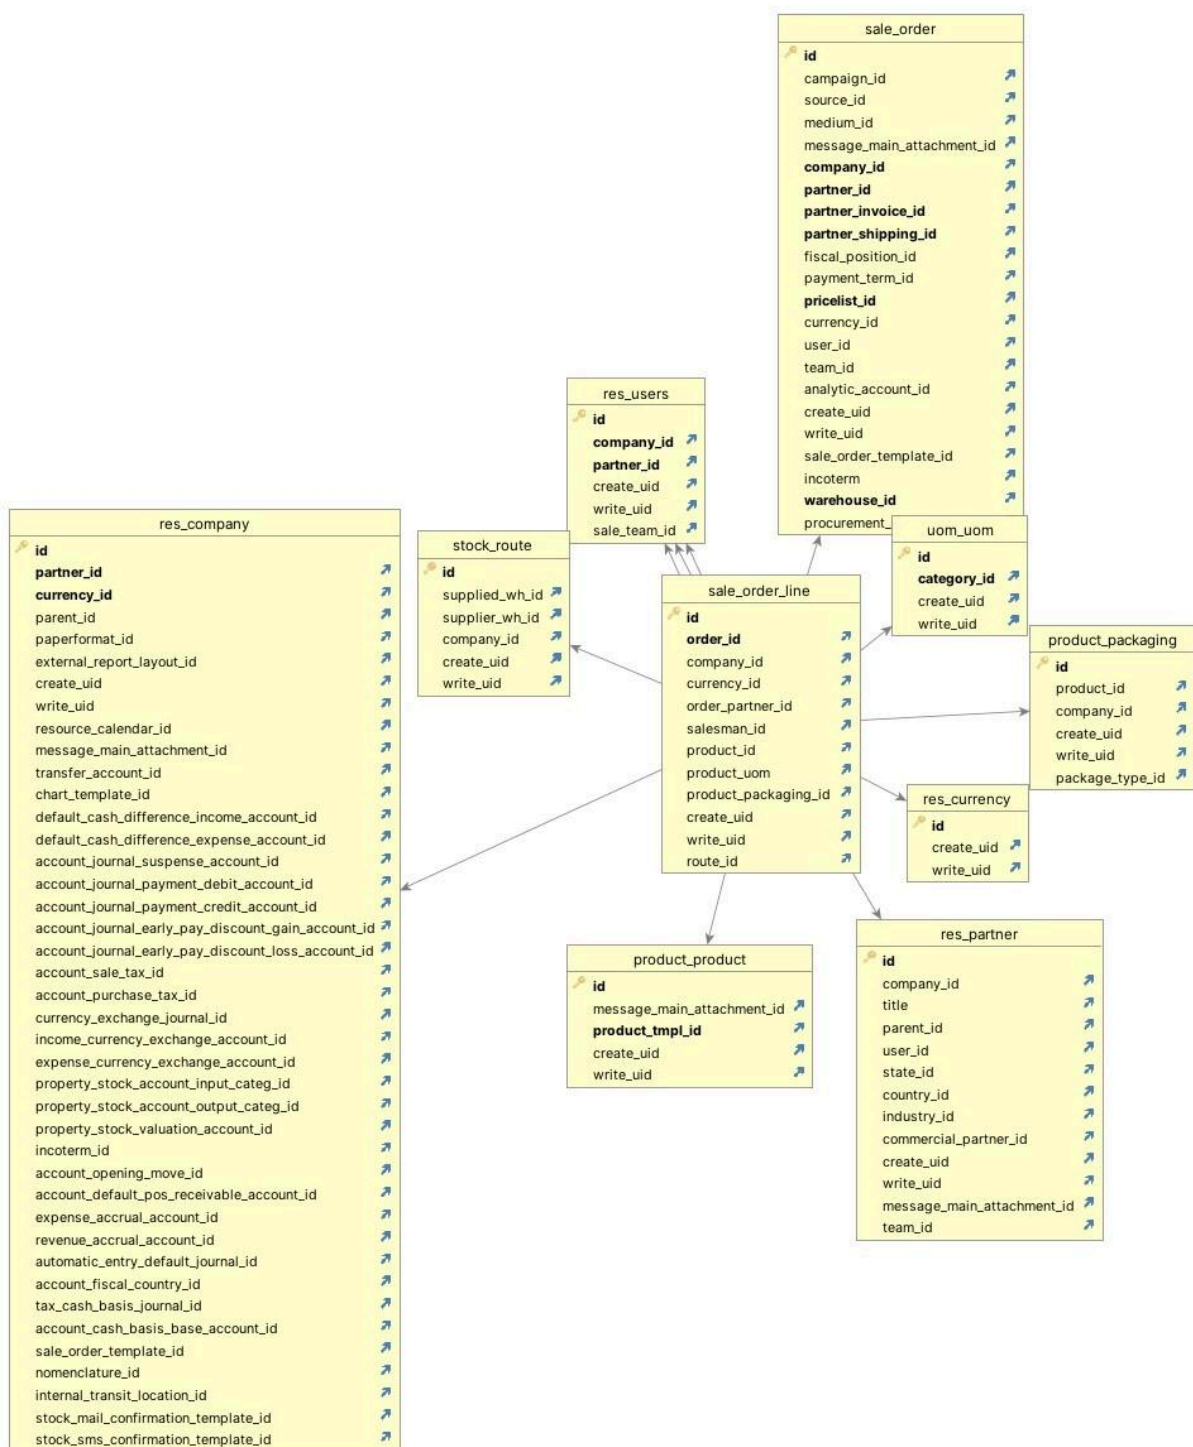 sale_order
id
campaign_id
source_id
medium_id
message_main_attachment_id
company_id
partner_id
partner_invoice_id
partner_shipping_id
fiscal_position_id
payment_term_id
pricelist_id
currency_id
user_id
team_id
analytic_account_id
create_uid
write_uid
sale_order_template_id
incoterm
warehouse_id
procurement_
res_users
id
company_id
partner_id
create_uid
write_uid
sale_team_id
res_company
id
partner_id
currency_id
parent_id
paperformat_id
external_report_layout_id
create_uid
write_uid
resource_calendar_id
message_main_attachment_id
transfer_account_id
chart_template_id
default_cash_difference_income_account_id
default_cash_difference_expense_account_id
account_journal_suspense_account_id
account_journal_payment_debit_account_id
account_journal_payment_credit_account_id
account_journal_early_pay_discount_gain_account_id
account_journal_early_pay_discount_loss_account_id
account_sale_tax_id
account_purchase_tax_id
currency_exchange_journal_id
income_currency_exchange_account_id
expense_currency_exchange_account_id
property_stock_account_input_categ_id
property_stock_account_output_categ_id
property_stock_valuation_account_id
incoterm_id
account_opening_move_id
account_default_pos_receivable_account_id
expense_accrual_account_id
revenue_accrual_account_id
automatic_entry_default_journal_id
account_fiscal_country_id
tax_cash_basis_journal_id
account_cash_basis_base_account_id
sale_order_template_id
nomenclature_id
internal_transit_location_id
stock_mail_confirmation_template_id
stock_sms_confirmation_template_id
stock_route
id
supplied_wh_id
supplier_wh_id
company_id
create_uid
write_uid
sale_order_line
id
order_id
company_id
currency_id
order_partner_id
salesman_id
product_id
product_uom
product_packaging_id
create_uid
write_uid
route_id
uom_uom
id
category_id
create_uid
write_uid
product_packaging
id
product_id
company_id
create_uid
write_uid
package_type_id
res_currency
id
create_uid
write_uid
product_product
id
message_main_attachment_id
product_tmpl_id
create_uid
write_uid
res_partner
id
company_id
title
parent_id
user_id
state_id
country_id
industry_id
commercial_partner_id
create_uid
write_uid
message_main_attachment_id
team_id